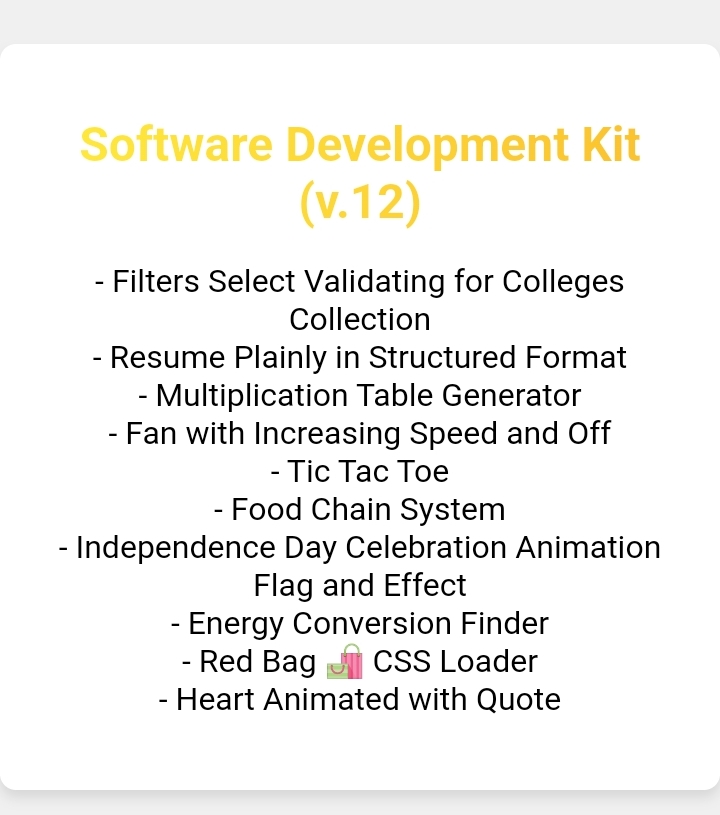 Software Development Kit
(v.12)
- Filters Select Validating for Colleges
Collection
- Resume Plainly in Structured Format
- Multiplication Table Generator
- Fan with Increasing Speed and Off
- Tic Tac Toe
- Food Chain System
- Independence Day Celebration Animation
Flag and Effect
- Energy Conversion Finder
- Red Bag 🛍️ CSS Loader
- Heart Animated with Quote